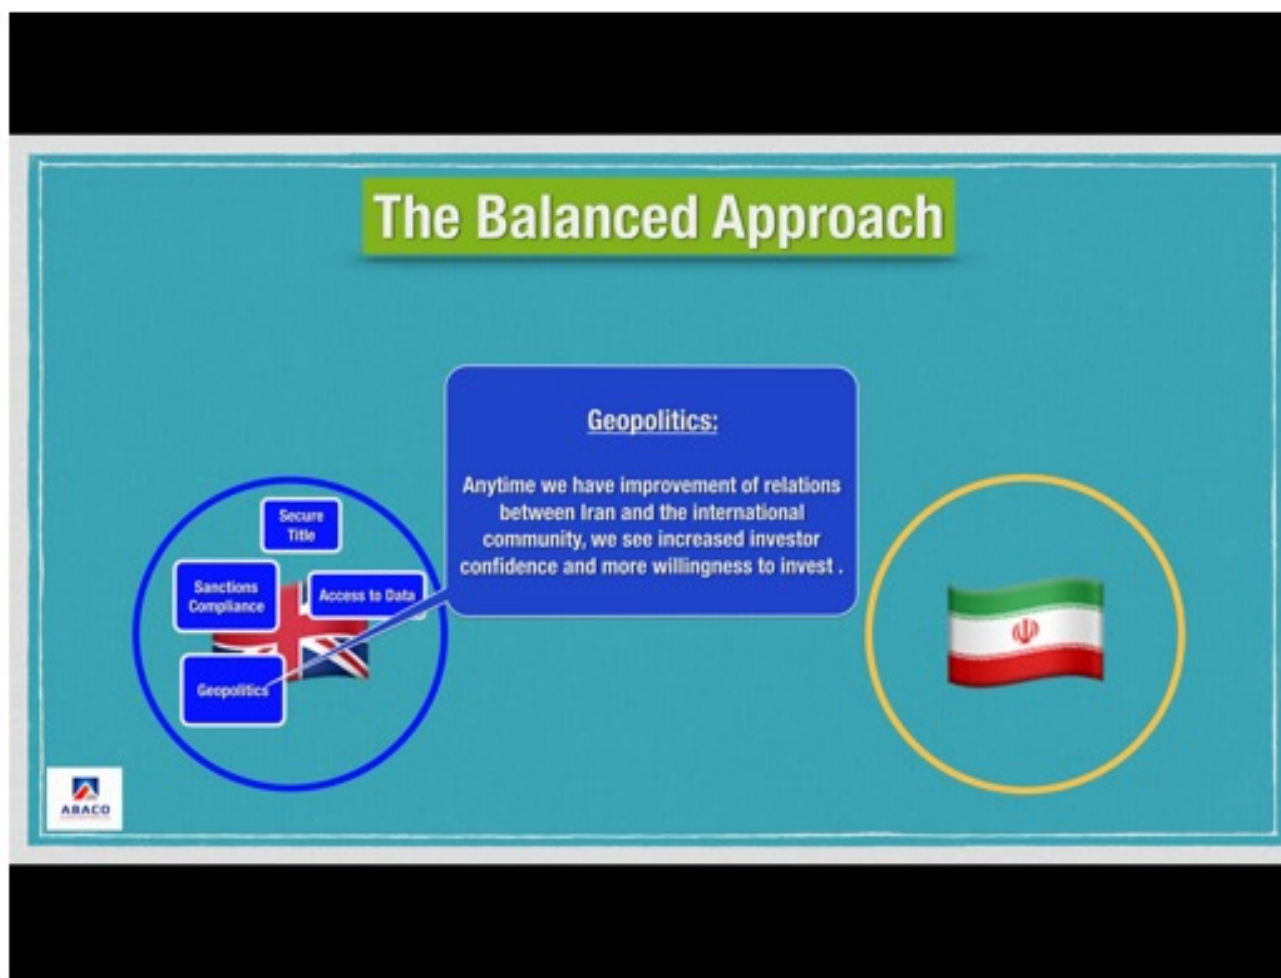 The Balanced Approach
Geopolitics:
Anytime we have improvement of relations
between Iran and the international
community, we see increased investor
confidence and more willingness to invest .
Secure
Title
Sanctions
Compliance
Access to Data
Geopolitics
ABACO